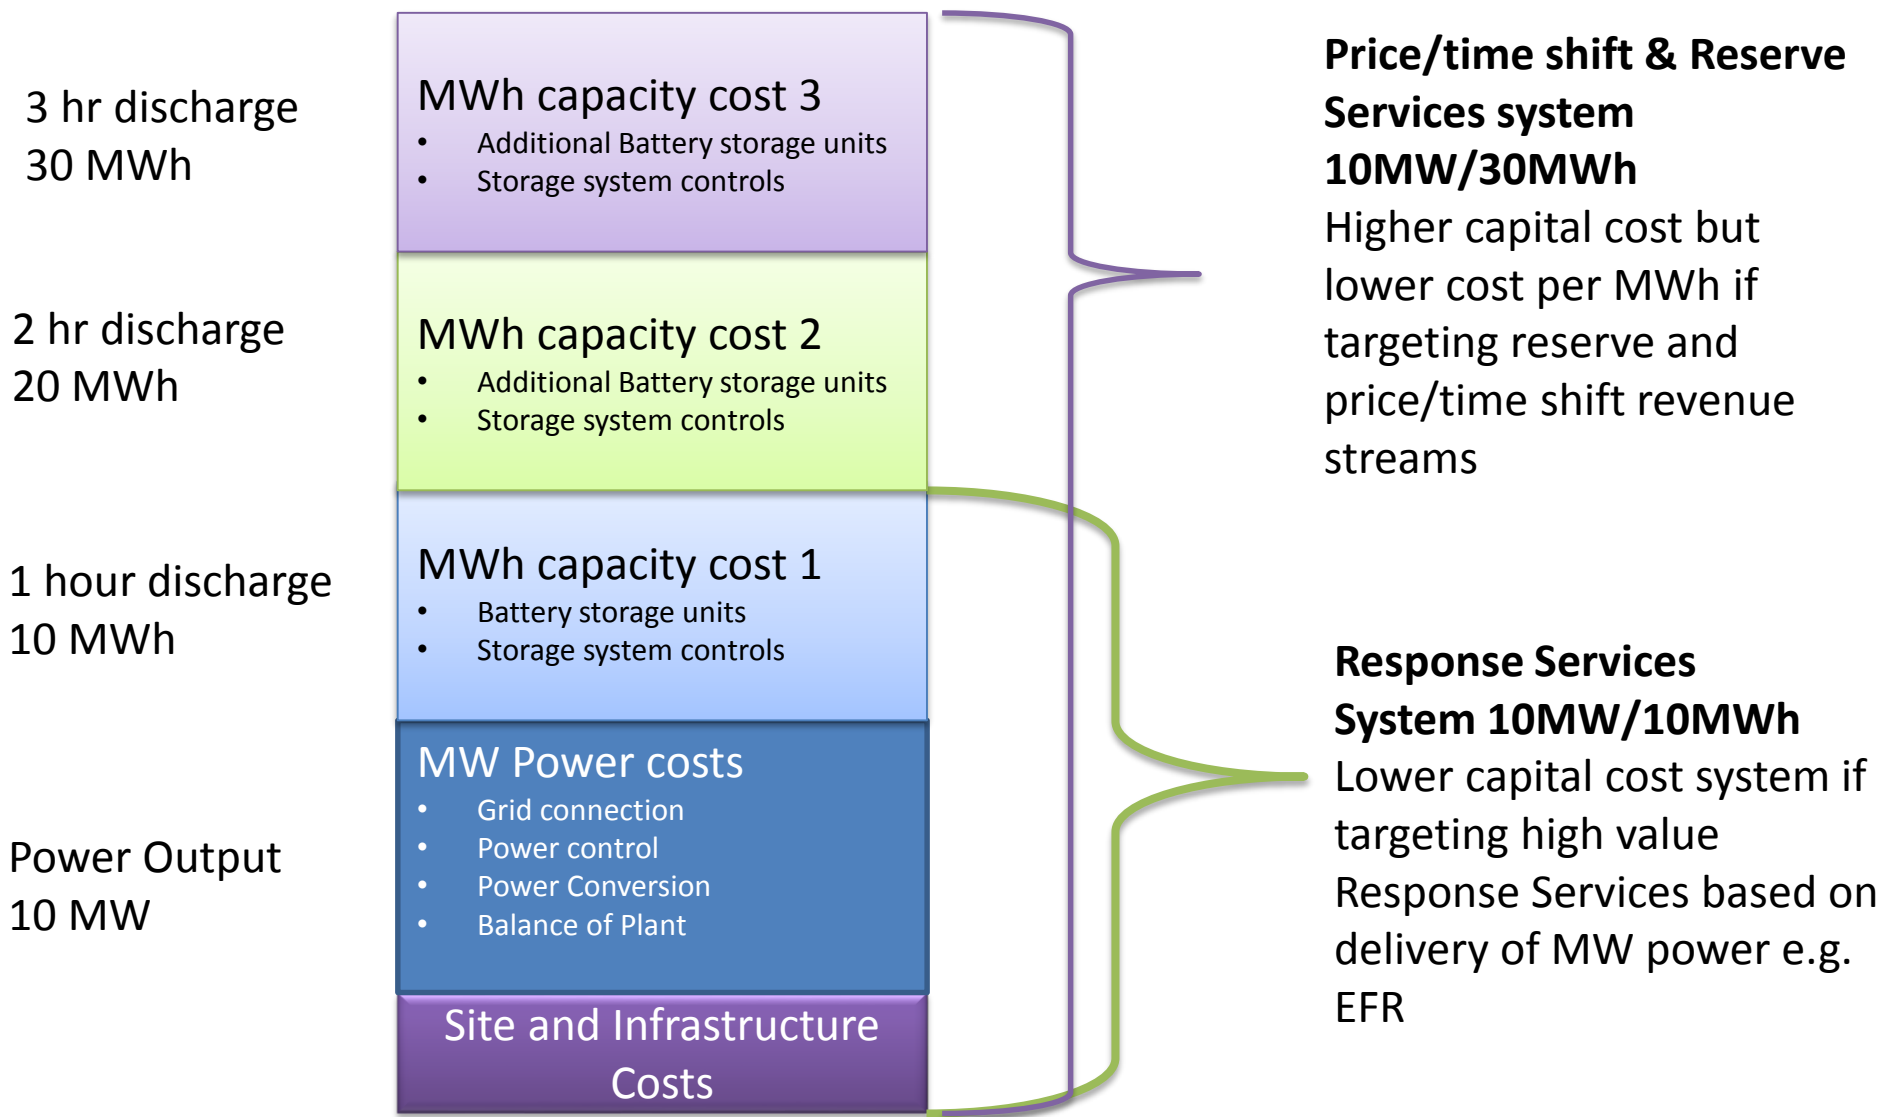 3 hr discharge
30 MWh
2 hr discharge
20 MWh
1 hour discharge
10 MWh
Power Output
10 MW
MWh capacity cost 3
• Additional Battery storage units
• Storage system controls
MWh capacity cost 2
• Additional Battery storage units
• Storage system controls
MWh capacity cost 1
• Battery storage units
• Storage system controls
MW Power costs
• Grid connection
• Power control
• Power Conversion
• Balance of Plant
Site and Infrastructure
Costs
Price/time shift & Reserve
Services system
10MW/30MWh
Higher capital cost but
lower cost per MWh if
targeting reserve and
price/time shift revenue
streams
Response Services
System 10MW/10MWh
Lower capital cost system if
targeting high value
Response Services based on
delivery of MW power e.g.
EFR